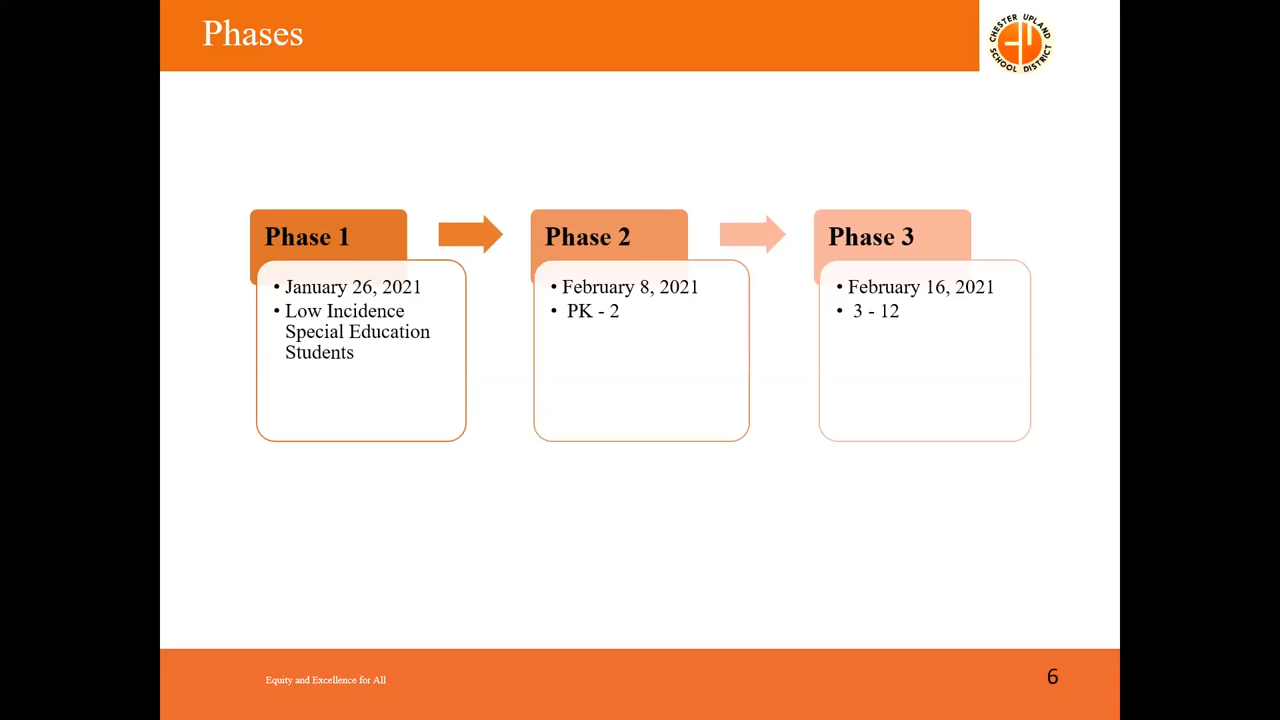 Phases
CHESTER UPLAND
SCHOOL DISTRICT
Phase 1
• January 26, 2021
• Low Incidence
Special Education
Students
Phase 2
• February 8, 2021
• PK - 2
Phase 3
• February 16, 2021
• 3 - 12
Equity and Excellence for All
6